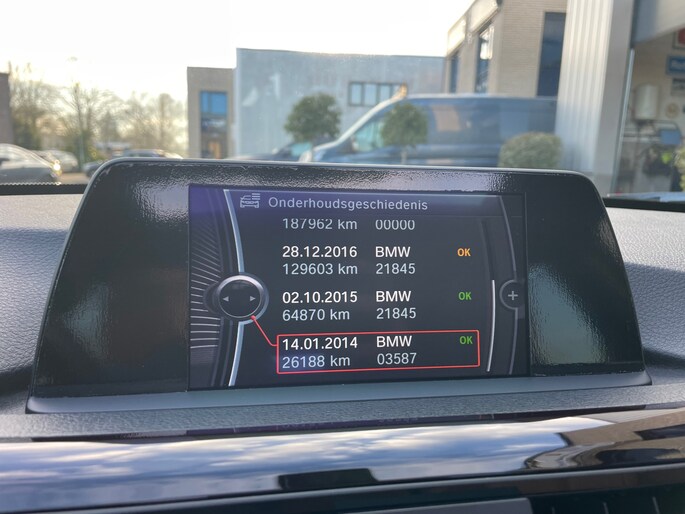 Onderhoudsgeschiedenis
187962 km 00000
28.12.2016 BMW OK
129603 km 21845
02.10.2015 BMW OK
64870 km 21845
14.01.2014 BMW OK
26188 km 03587